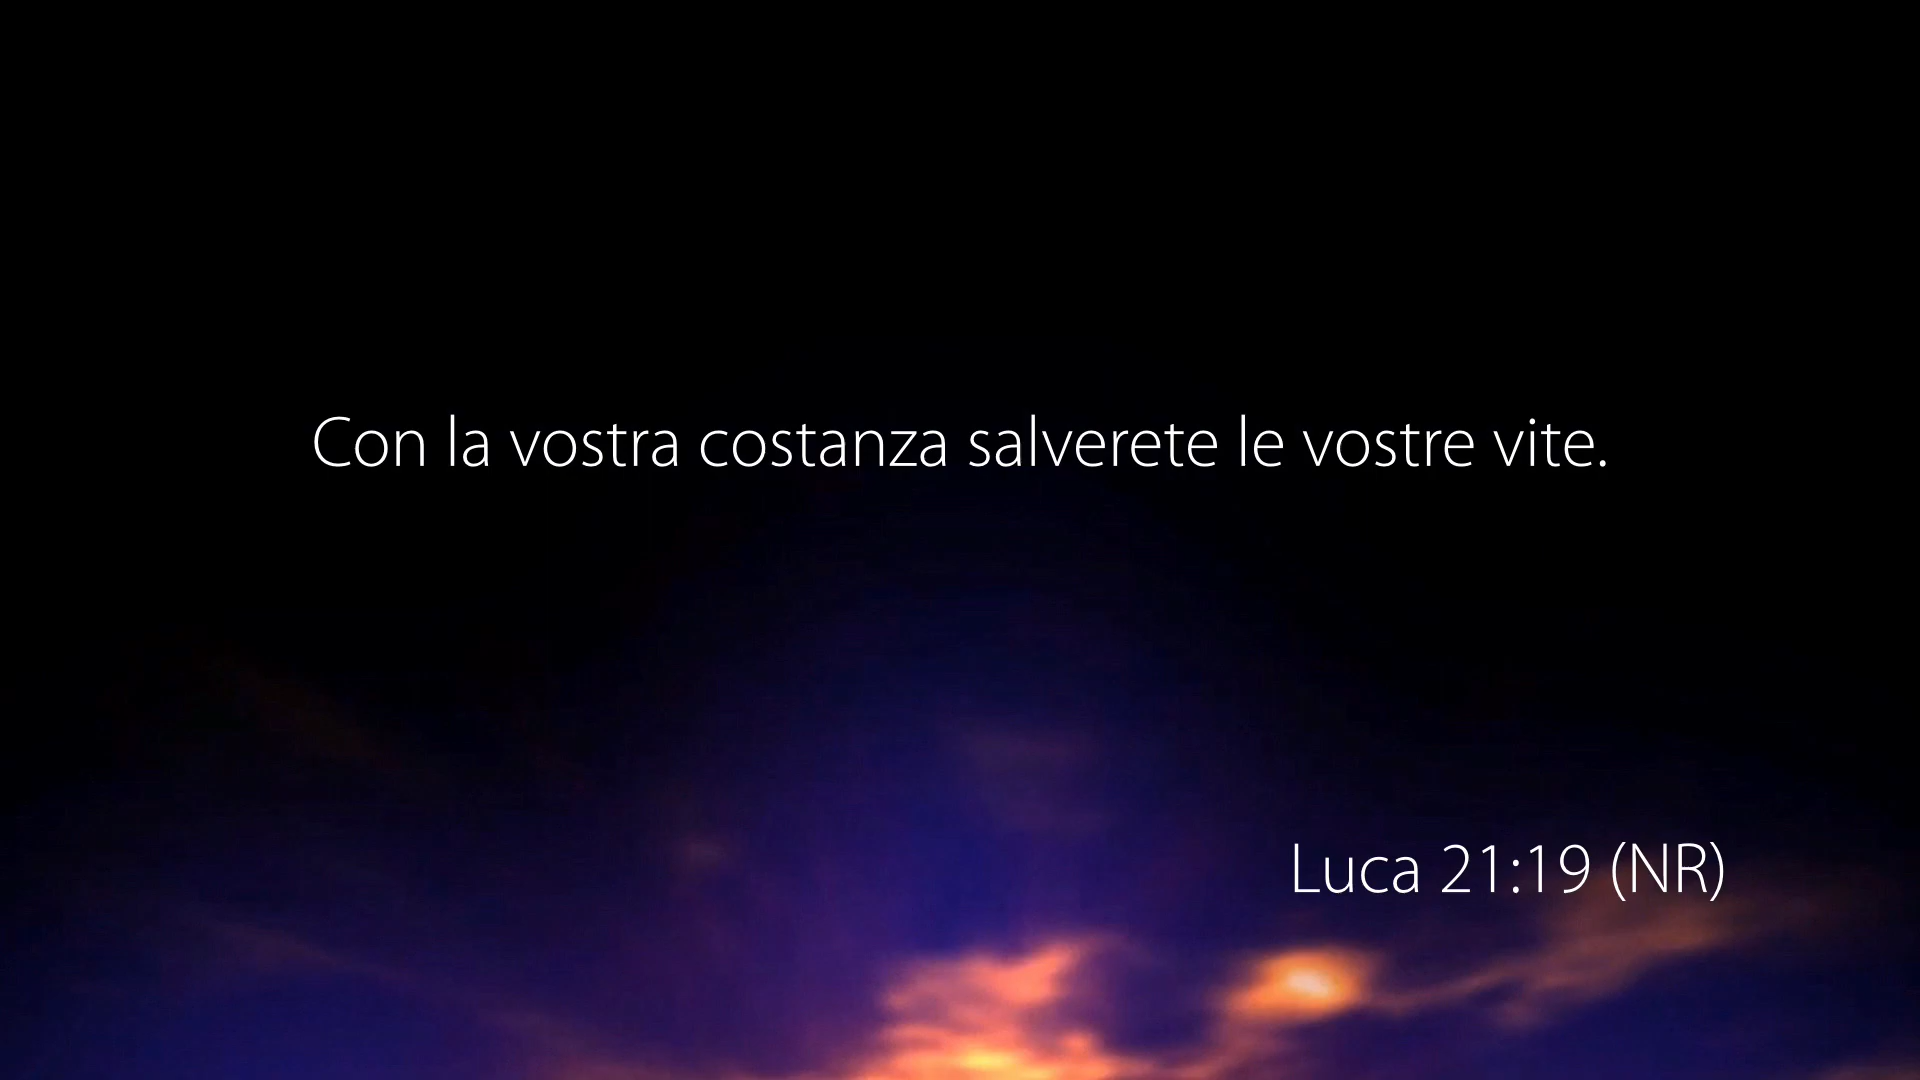 Con la vostra costanza salverete le vostre vite.
Luca 21:19 (NR)